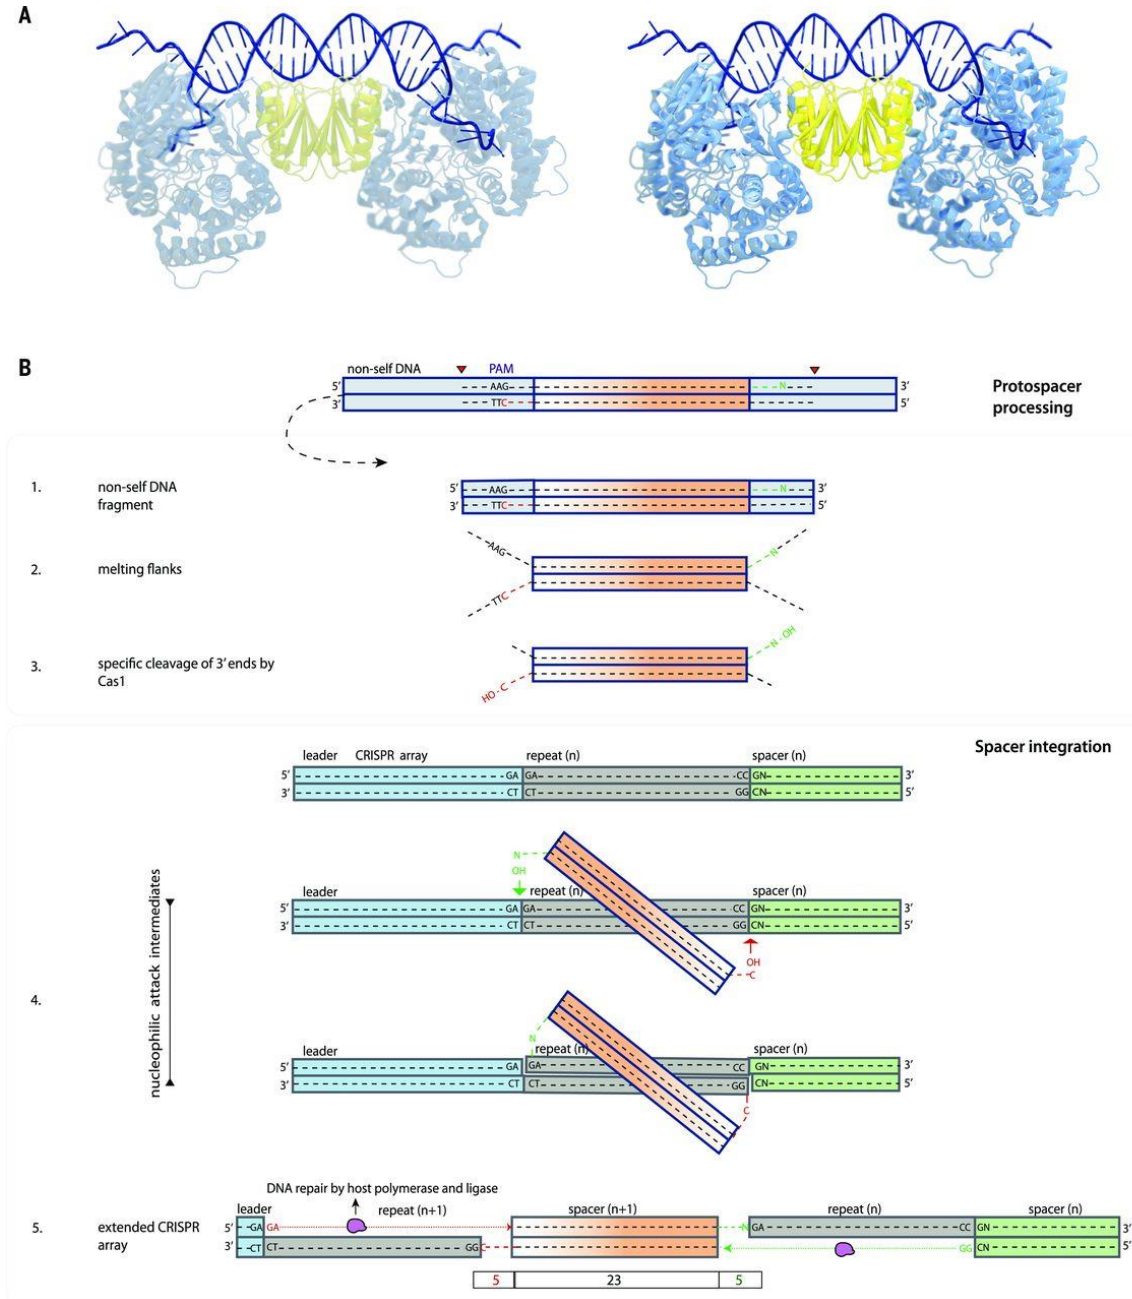 A
B
non-self DNA PAM
5’ AAG N 3’
3’ TTC 5’
Protospacer
processing
1. non-self DNA
fragment
5’ AAG N 3’
3’ TTC 5’
2. melting flanks
AAG N
TTC
3. specific cleavage of 3’ ends by
Cas1
N-OH
HO-C
Spacer integration
leader CRISPR array repeat (n) spacer (n)
5’ GA GA CC GN 3’
3’ CT CT GG CN 5’
4. nucleophilic attack intermediates
N
OH
leader repeat (n) spacer (n)
5’ GA GA CC GN 3’
3’ CT CT GG CN 5’
OH
C
N
leader repeat (n) spacer (n)
5’ GA GA CC GN 3’
3’ CT CT GG CN 5’
C
DNA repair by host polymerase and ligase
leader repeat (n+1) spacer (n+1) repeat (n) spacer (n)
5. extended CRISPR
array
5’ GA GA N GA CC GN 3’
3’ CT CT GG C GG CN 5’
5 23 5